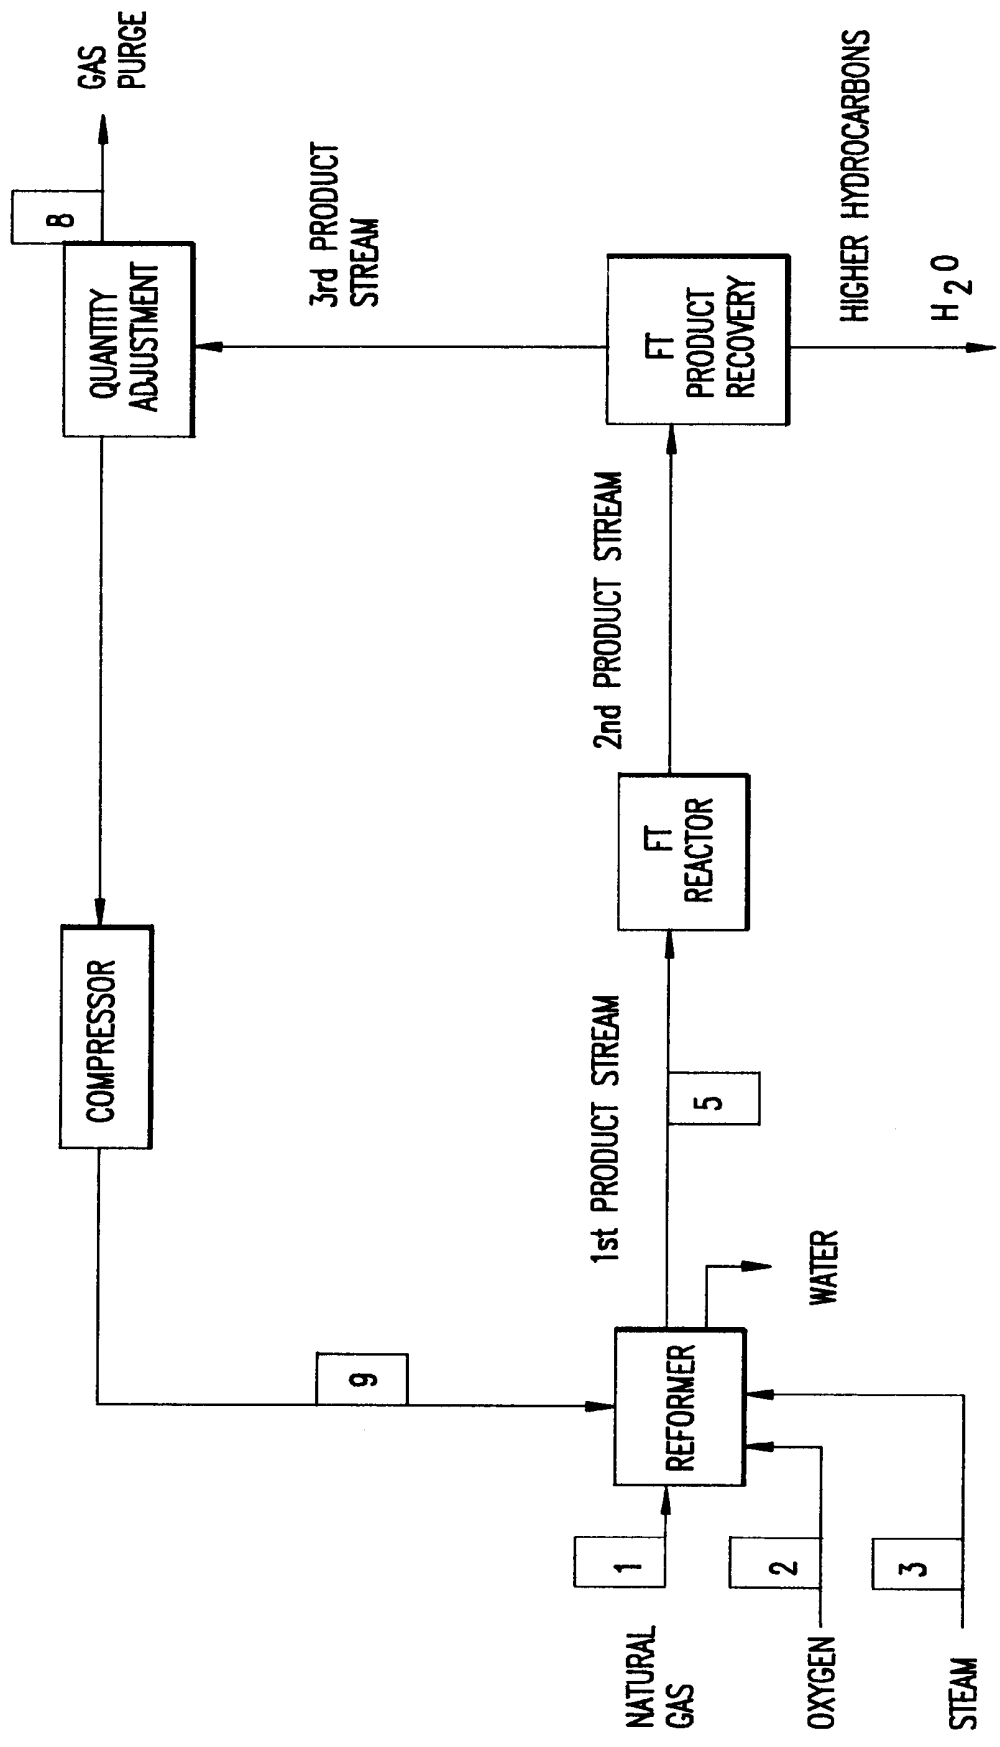 GAS
PURGE
8
QUANTITY
ADJUSTMENT
COMPRESSOR
9
3rd PRODUCT
STREAM
1
NATURAL
GAS
REFORMER
1st PRODUCT STREAM
5
FT
REACTOR
2nd PRODUCT STREAM
FT
PRODUCT
RECOVERY
2
OXYGEN
3
STEAM
WATER
HIGHER HYDROCARBONS
H2O